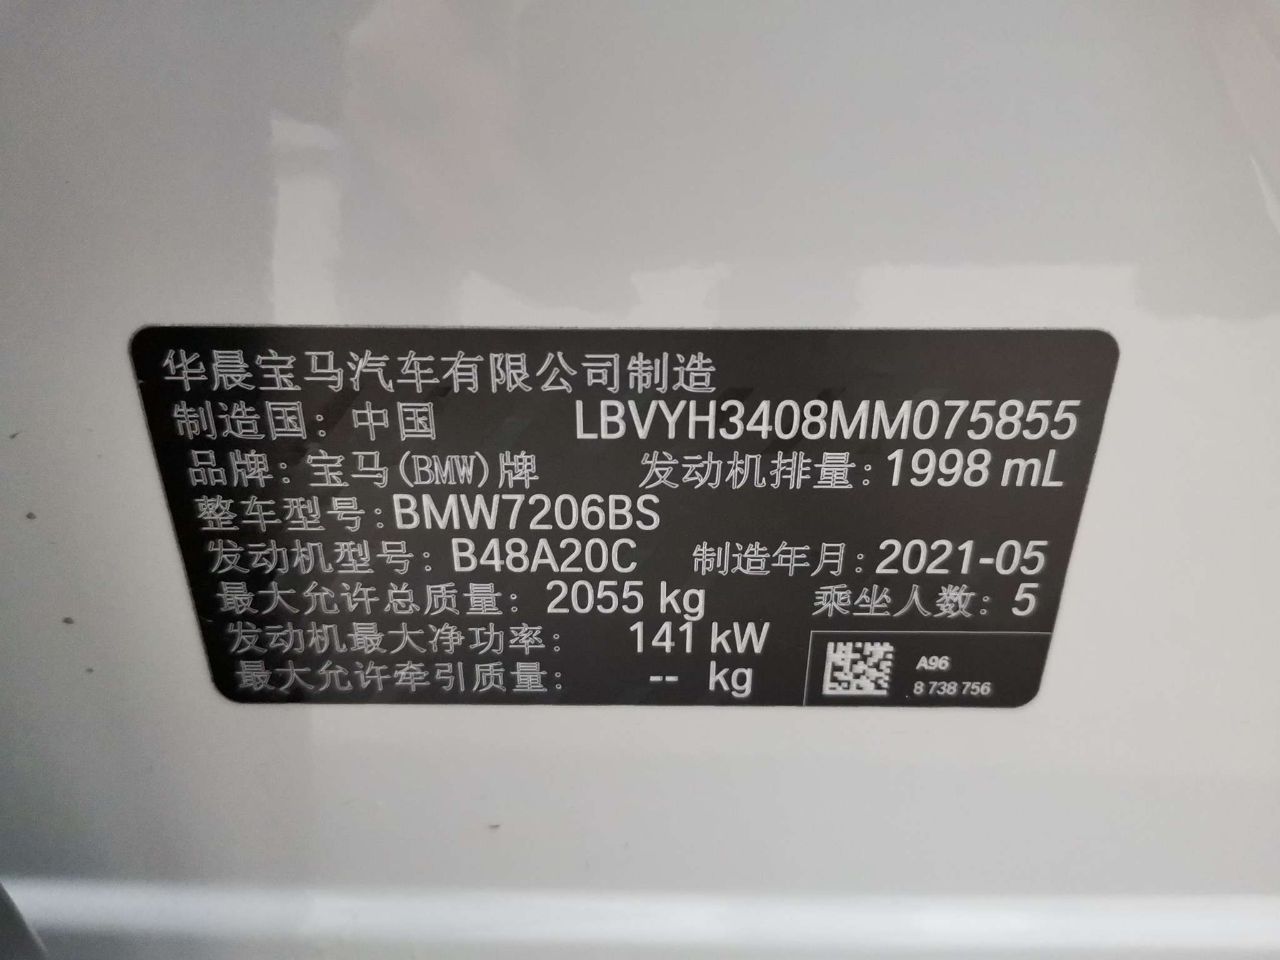 华晨宝马汽车有限公司制造
制造国: 中国 LBVYH3408MM075855
品牌: 宝马(BMW)牌 发动机排量: 1998 mL
整车型号: BMW7206BS
发动机型号: B48A20C 制造年月: 2021-05
最大允许总质量: 2055 kg 乘坐人数: 5
发动机最大净功率: 141 kW
最大允许牵引质量: -- kg
A96
8 738 756